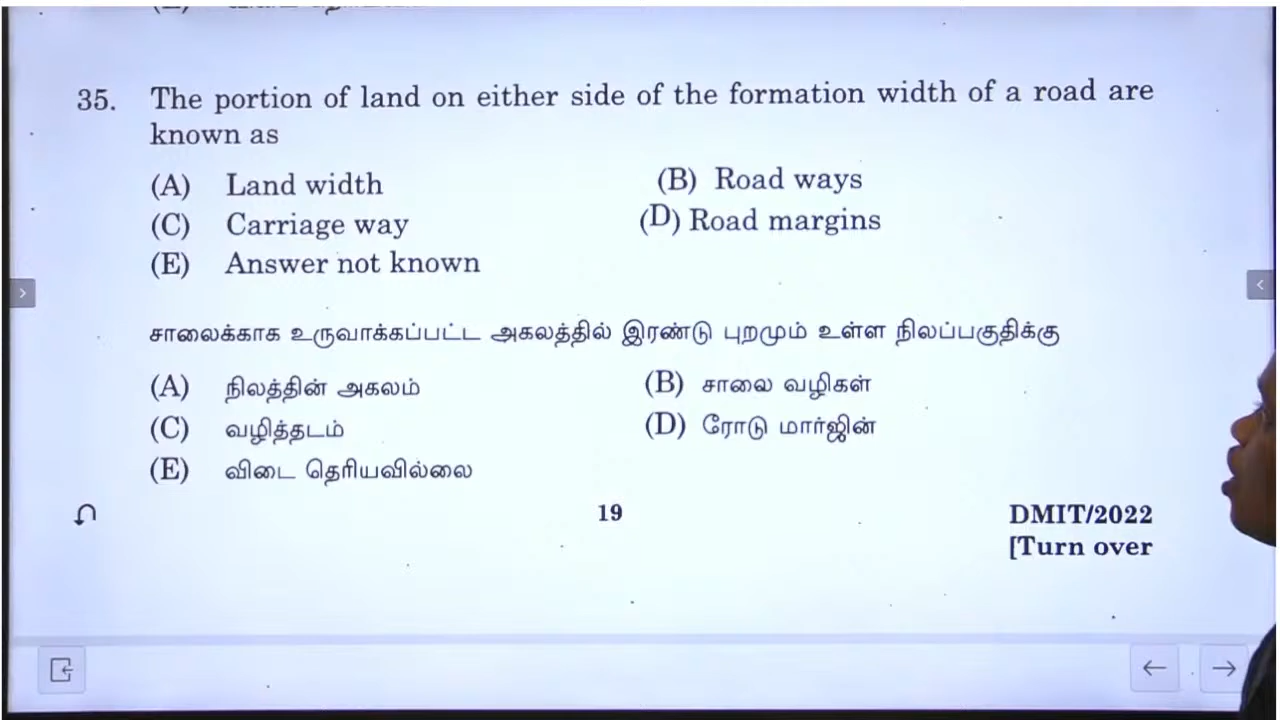 35. The portion of land on either side of the formation width of a road are
known as
(A) Land width (B) Road ways
(C) Carriage way (D) Road margins
(E) Answer not known
சாலைக்காக உருவாக்கப்பட்ட அகலத்தில் இரண்டு புறமும் உள்ள நிலப்பகுதிக்கு
(A) நிலத்தின் அகலம் (B) சாலை வழிகள்
(C) வழித்தடம் (D) ரோடு மார்ஜின்
(E) விடை தெரியவில்லை
19 DMIT/2022
[Turn over